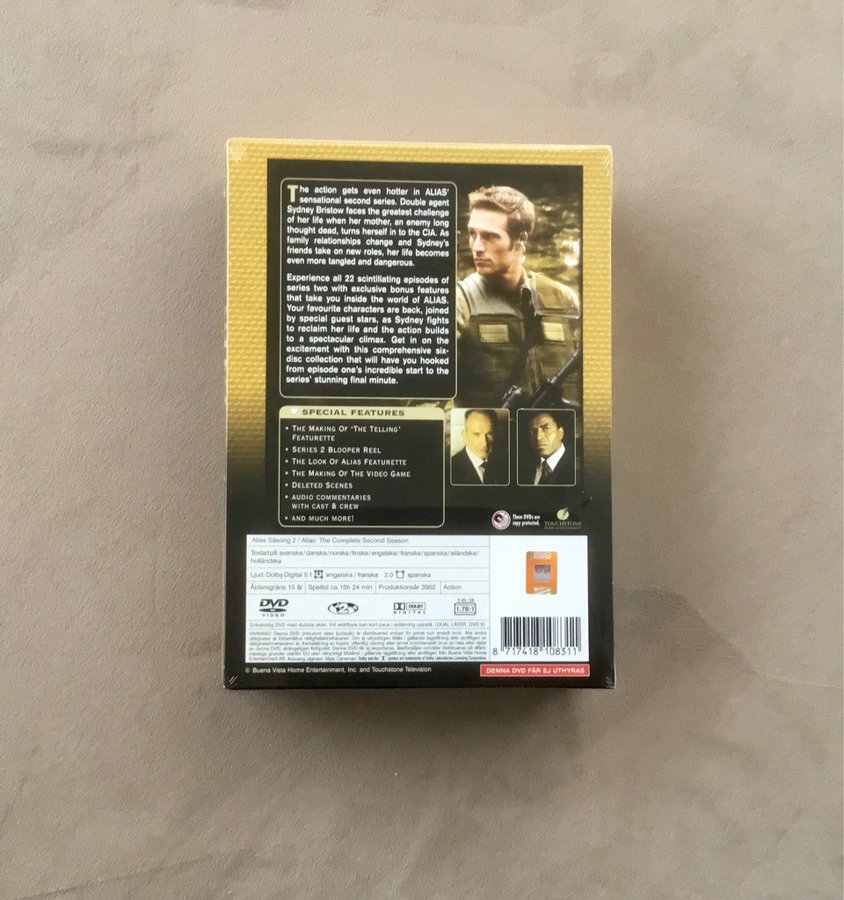 The action gets even hotter in ALIAS'
sensational second series. Double agent
Sydney Bristow faces the greatest challenge
of her life when her mother, an enemy long
thought dead, turns herself in to the CIA. As
family relationships change and Sydney's
friends take on new roles, her life becomes
even more tangled and dangerous.
Experience all 22 scintillating episodes of
series two with exclusive bonus features
that take you inside the world of ALIAS.
Your favourite characters are back, joined
by special guest stars, as Sydney fights
to reclaim her life and the action builds
to a spectacular climax. Get in on the
excitement with this comprehensive six-
disc collection that will have you hooked
from episode one's incredible start to the
series' stunning final minute.
SPECIAL FEATURES
• THE MAKING OF 'THE TELLING'
FEATURETTE
• SERIES 2 BLOOPER REEL
• THE LOOK OF ALIAS FEATURETTE
• THE MAKING OF THE VIDEO GAME
• DELETED SCENES
• AUDIO COMMENTARIES
WITH CAST & CREW
• AND MUCH MORE!
These DVDs are
copy protected.
TOUCHSTONE
HOME ENTERTAINMENT
Alias Säsong 2 / Alias: The Complete Second Season
Textad på: svenska / danska / norska / finska / engelska / franska / spanska / isländska /
holländska
Ljud: Dolby Digital 5.1 engelska / franska 2.0 spanska
Åldersgräns 15 år Speltid ca 15h 24 min Produktionsår 2002 Action
DVD VIDEO
2
DOLBY DIGITAL
16:9
1.78:1
8 717418 108311
© Buena Vista Home Entertainment, Inc. and Touchstone Television
DENNA DVD FÅR EJ UTHYRAS